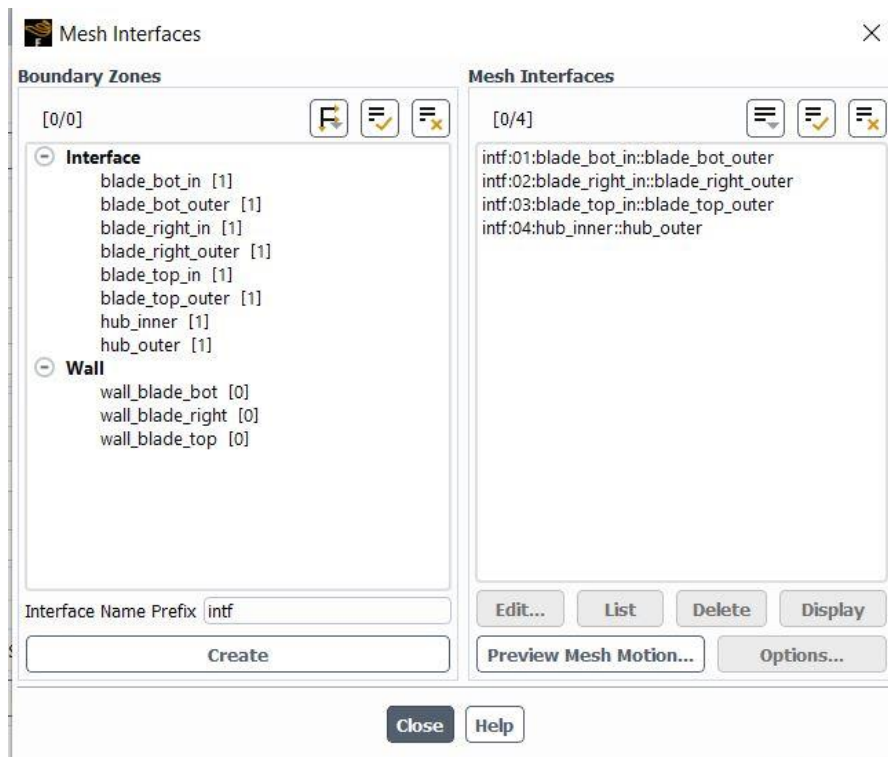 Mesh Interfaces
Boundary Zones
[0/0]
Interface
blade_bot_in [1]
blade_bot_outer [1]
blade_right_in [1]
blade_right_outer [1]
blade_top_in [1]
blade_top_outer [1]
hub_inner [1]
hub_outer [1]
Wall
wall_blade_bot [0]
wall_blade_right [0]
wall_blade_top [0]
Interface Name Prefix intf
Create
Mesh Interfaces
[0/4]
intf:01:blade_bot_in::blade_bot_outer
intf:02:blade_right_in::blade_right_outer
intf:03:blade_top_in::blade_top_outer
intf:04:hub_inner::hub_outer
Edit... List Delete Display
Preview Mesh Motion... Options...
Close Help